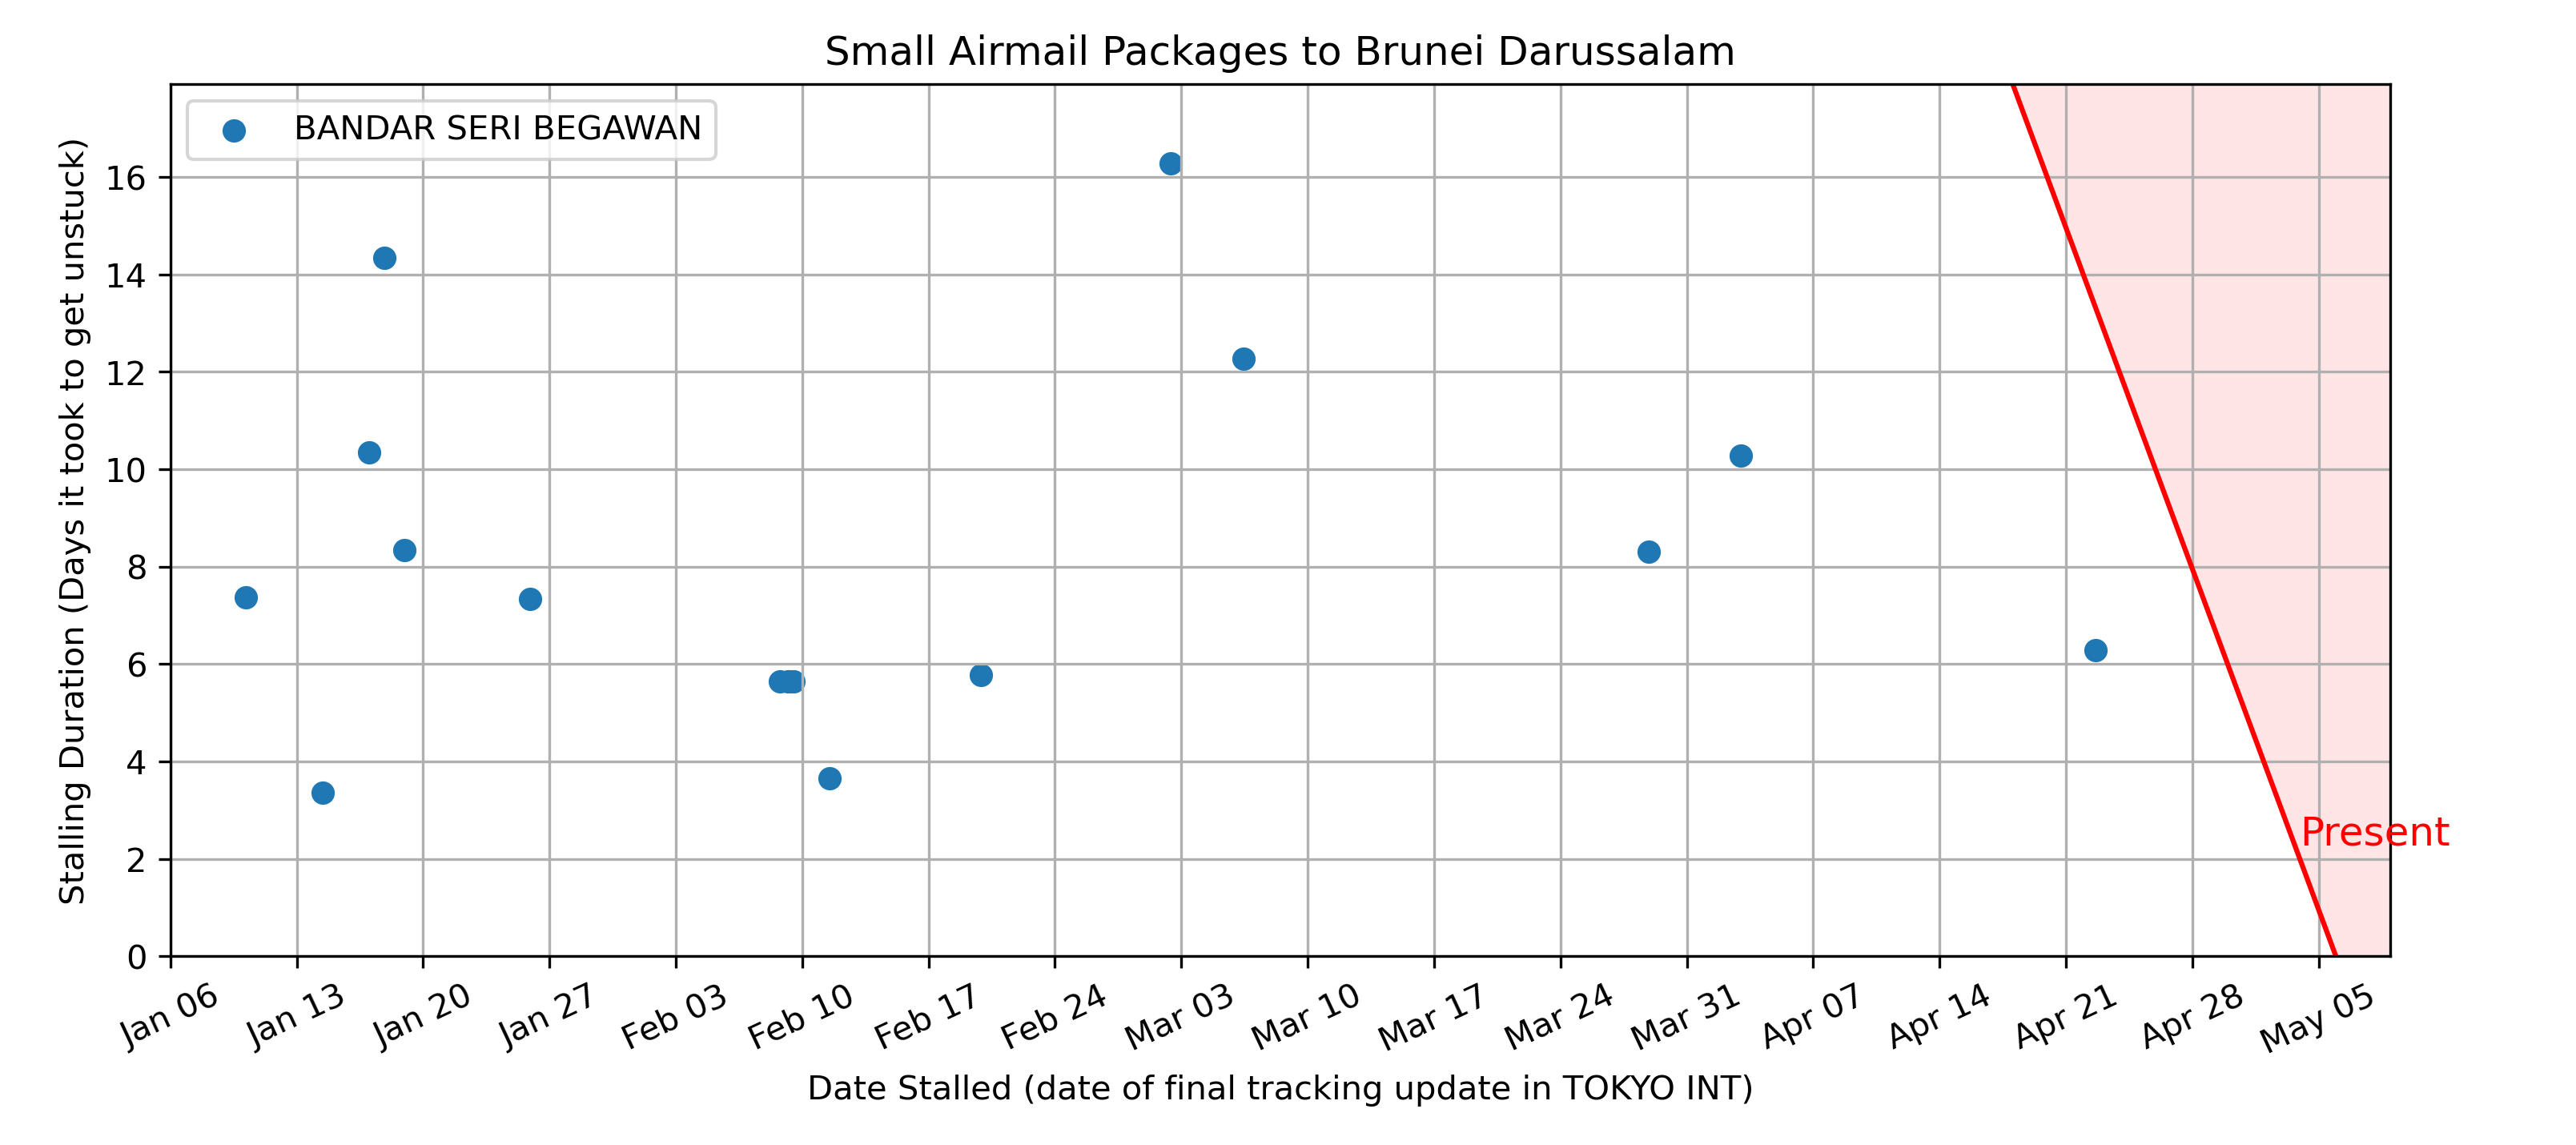 Small Airmail Packages to Brunei Darussalam
BANDAR SERI BEGAWAN
Stalling Duration (Days it took to get unstuck)
16
14
12
10
8
6
4
2
0
Present
Jan 06
Jan 13
Jan 20
Jan 27
Feb 03
Feb 10
Feb 17
Feb 24
Mar 03
Mar 10
Mar 17
Mar 24
Mar 31
Apr 07
Apr 14
Apr 21
Apr 28
May 05
Date Stalled (date of final tracking update in TOKYO INT)